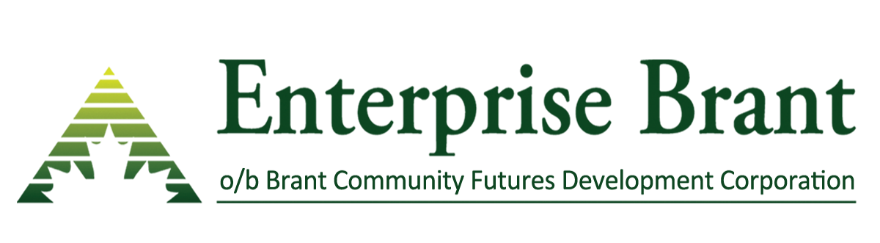 Enterprise Brant
o/b Brant Community Futures Development Corporation